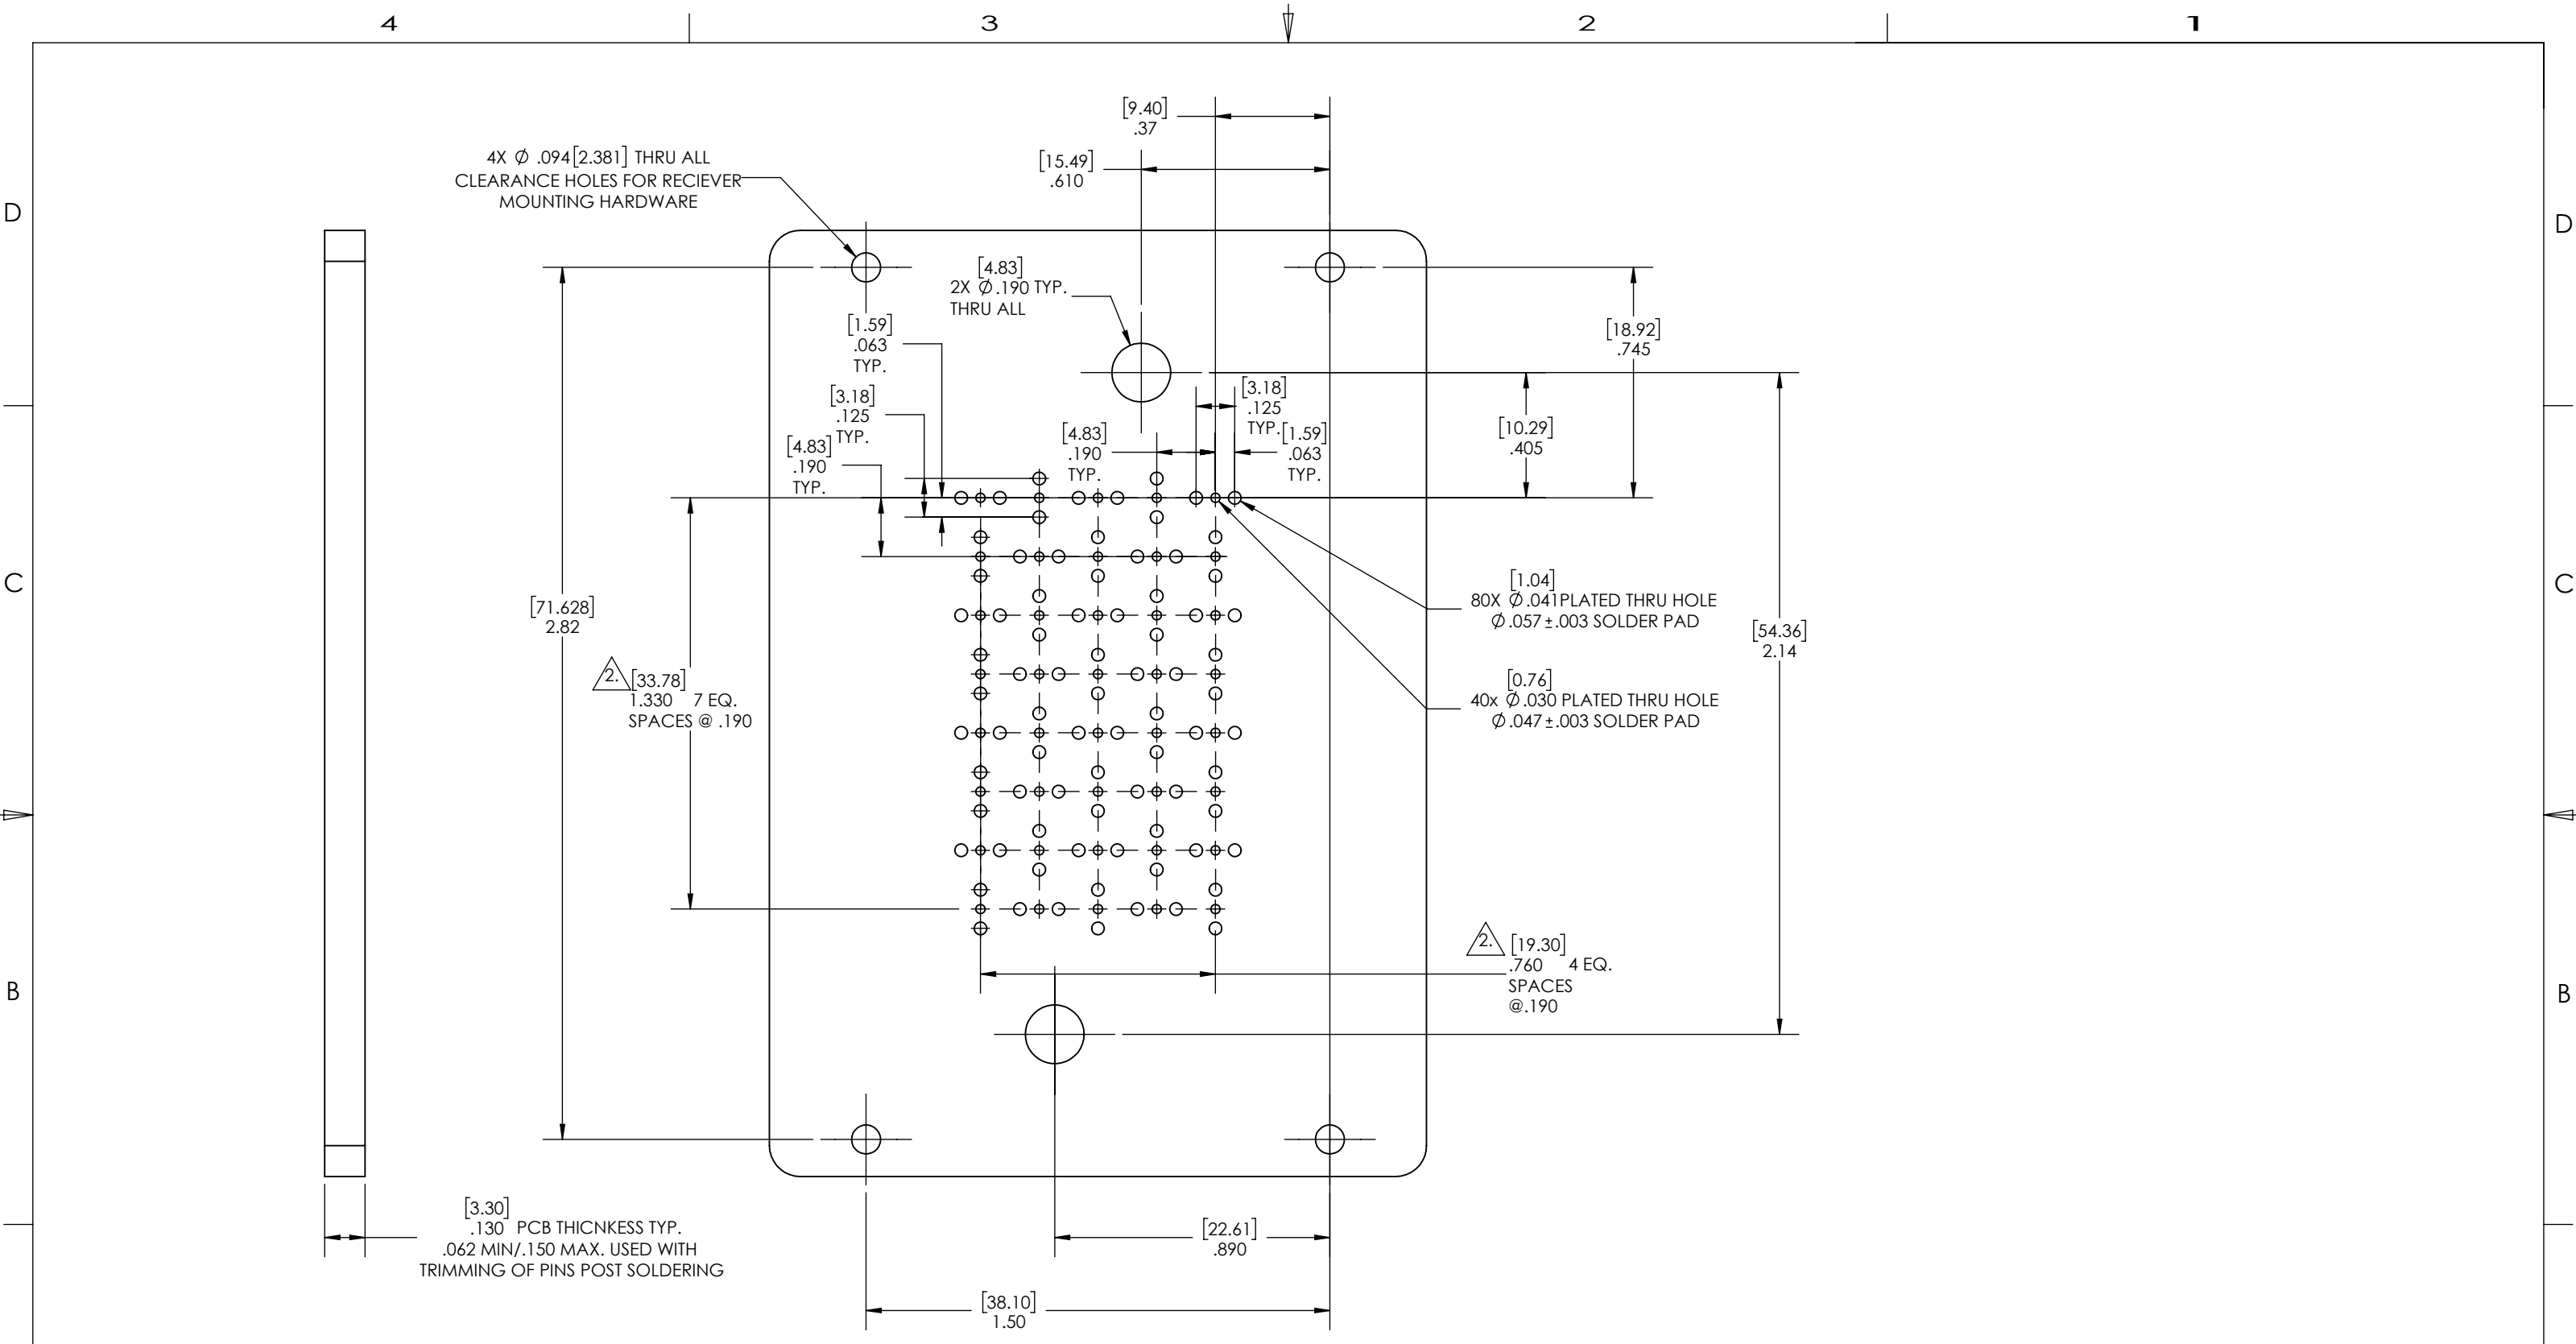 4
3
2
1
D
D
C
C
B
B
[9.40]
.37
[15.49]
.610
4X Ø .094[2.381] THRU ALL
CLEARANCE HOLES FOR RECIEVER
MOUNTING HARDWARE
[4.83]
2X Ø.190 TYP.
THRU ALL
[1.59]
.063
TYP.
[3.18]
.125
TYP.
[4.83]
.190
TYP.
[4.83]
.190
TYP.
[3.18]
.125
TYP.
[1.59]
.063
TYP.
[18.92]
.745
[10.29]
.405
[71.628]
2.82
2.
[33.78]
1.330 7 EQ.
SPACES @ .190
[1.04]
80X Ø.041PLATED THRU HOLE
Ø.057±.003 SOLDER PAD
[0.76]
40x Ø.030 PLATED THRU HOLE
Ø.047±.003 SOLDER PAD
[54.36]
2.14
2.
[19.30]
.760 4 EQ.
SPACES
@.190
[3.30]
.130 PCB THICNKESS TYP.
.062 MIN/.150 MAX. USED WITH
TRIMMING OF PINS POST SOLDERING
[22.61]
.890
[38.10]
1.50